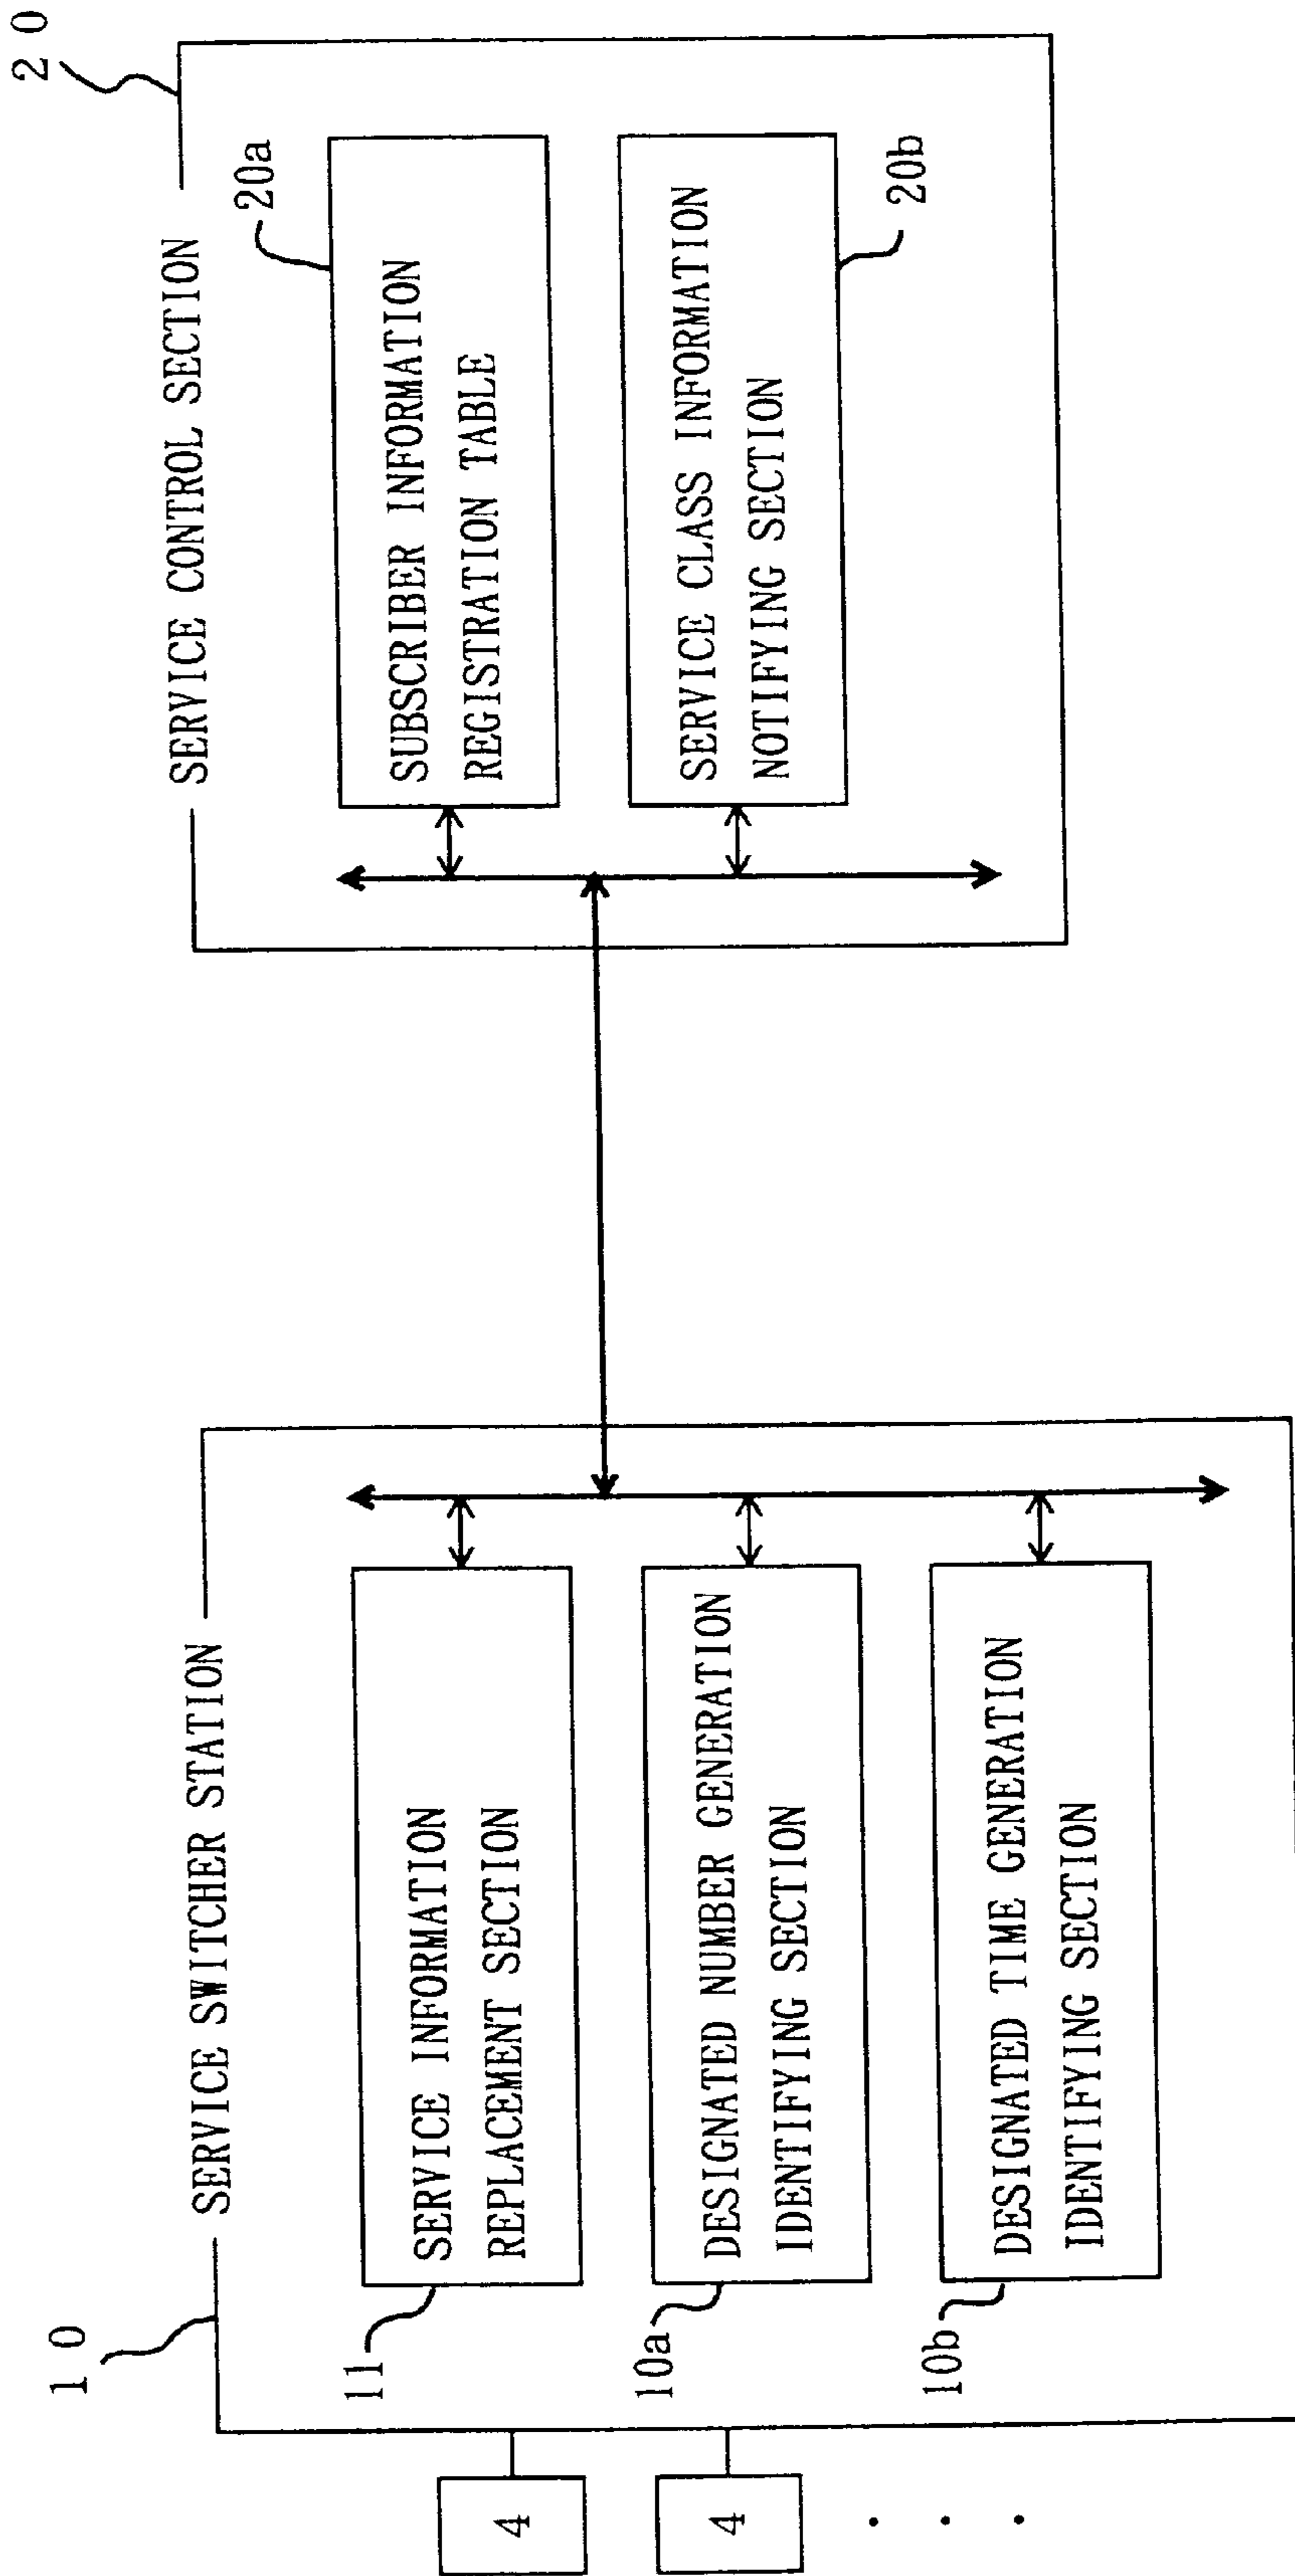 10
SERVICE SWITCHER STATION
11
SERVICE INFORMATION
REPLACEMENT SECTION
10a
DESIGNATED NUMBER GENERATION
IDENTIFYING SECTION
10b
DESIGNATED TIME GENERATION
IDENTIFYING SECTION
4
4
20
SERVICE CONTROL SECTION
20a
SUBSCRIBER INFORMATION
REGISTRATION TABLE
SERVICE CLASS INFORMATION
NOTIFYING SECTION
20b